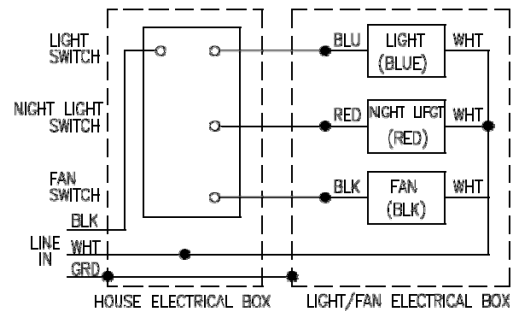 LIGHT
SWITCH
BLU
LIGHT
(BLUE)
WHT
NIGHT LIGHT
SWITCH
RED
NIGHT LIFGT
(RED)
WHT
FAN
SWITCH
BLK
FAN
(BLK)
WHT
BLK
LINE
IN
WHT
GRD
HOUSE ELECTRICAL BOX
LIGHT/FAN ELECTRICAL BOX